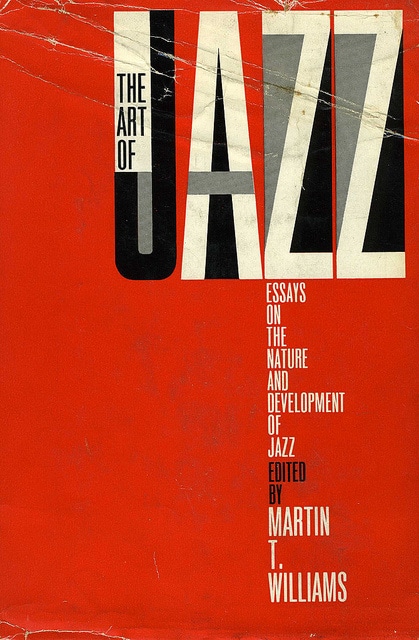 THE
ART
OF
JAZZ
ESSAYS
ON
THE
NATURE
AND
DEVELOPMENT
OF
JAZZ
EDITED
BY
MARTIN
T.
WILLIAMS